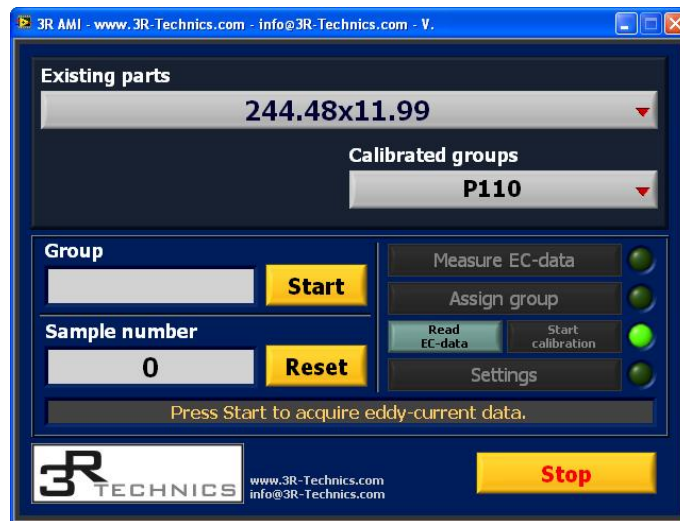 3R AMI - www.3R-Technics.com - info@3R-Technics.com - V.
Existing parts
244.48x11.99
Calibrated groups
P110
Group
Start
Measure EC-data
Assign group
Sample number
0
Reset
Read
EC-data
Start
calibration
Settings
Press Start to acquire eddy-current data.
3R TECHNICS
www.3R-Technics.com
info@3R-Technics.com
Stop